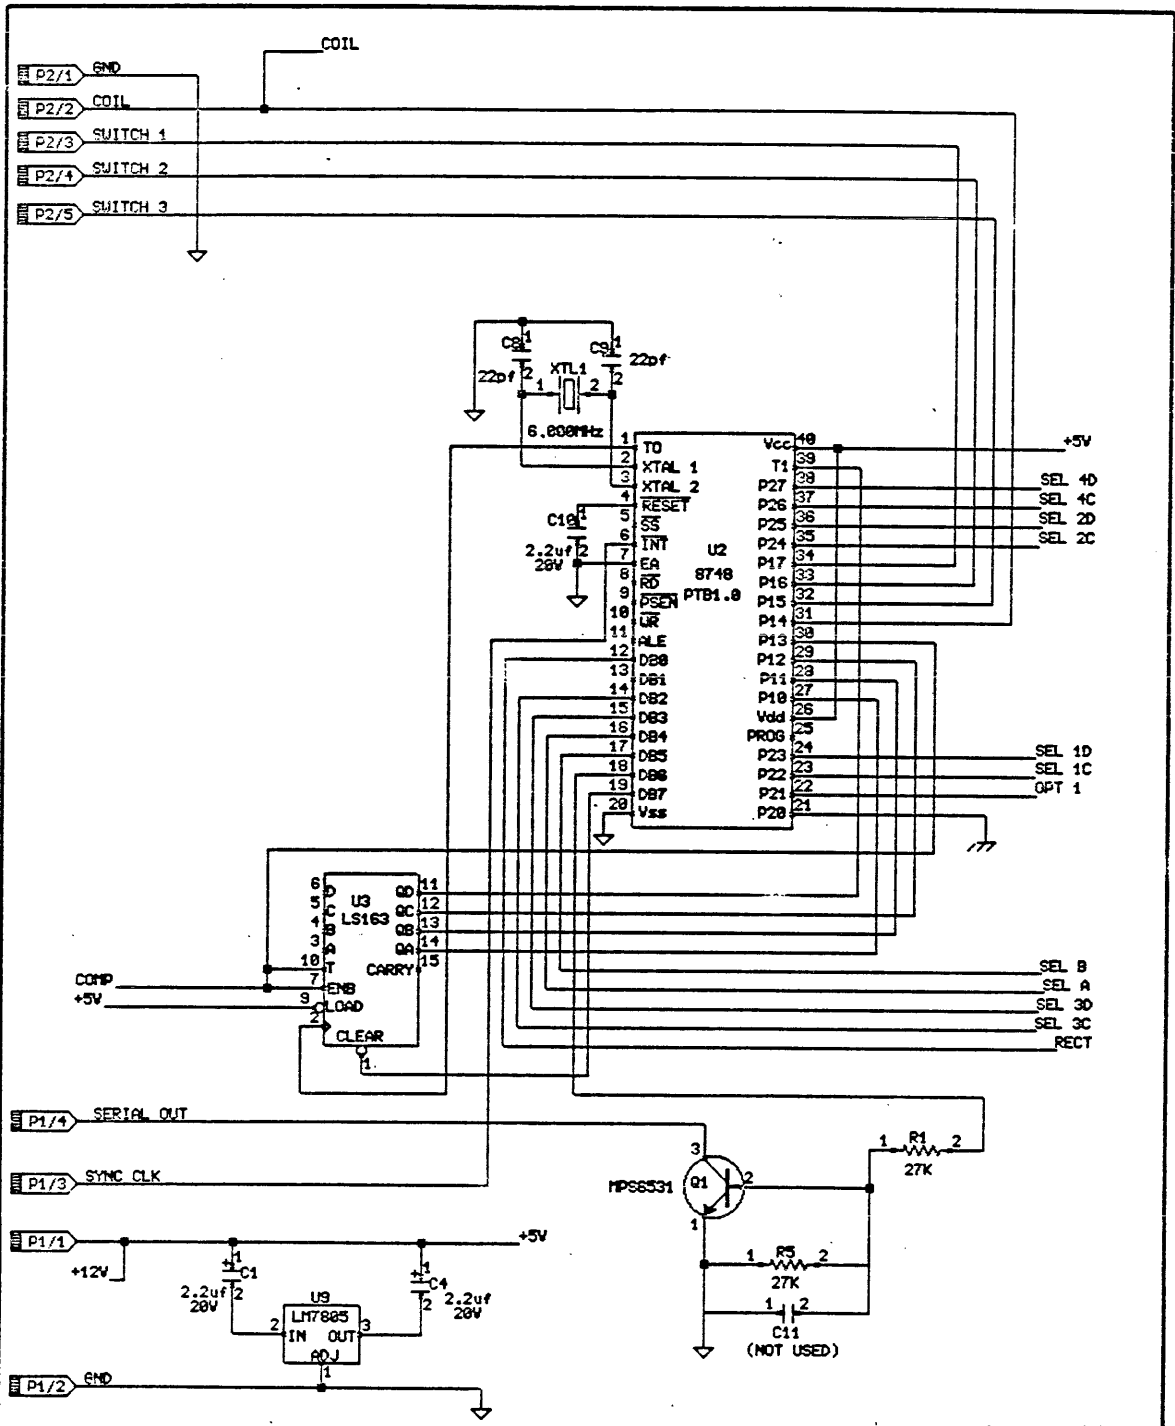 COIL
P2/1 GND
P2/2 COIL
P2/3 SWITCH 1
P2/4 SWITCH 2
P2/5 SWITCH 3
C8 1
2
22pf
C9 1
2
22pf
XTL1
1 2
6.000MHz
1 T0
2 XTAL 1
3 XTAL 2
4 RESET
5 SS
6 INT
7 EA
8 RD
9 PSEN
10 WR
11 ALE
12 DB0
13 DB1
14 DB2
15 DB3
16 DB4
17 DB5
18 DB6
19 DB7
20 Vss
U2
8748
PTB1.0
Vcc 40 +5V
T1 39
P27 38 SEL 4D
P26 37 SEL 4C
P25 36 SEL 2D
P24 35 SEL 2C
P17 34
P16 33
P15 32
P14 31
P13 30
P12 29
P11 28
P10 27
Vdd 26
PROG 25
P23 24 SEL 1D
P22 23 SEL 1C
P21 22 OPT 1
P20 21
C10 1
2.2uf 2
20V
U3
LS163
6 D QD 11
5 C QC 12
4 B QB 13
3 A QA 14
10 T CARRY 15
COMP 7 ENB
+5V 9 LOAD
2
CLEAR
1
SEL B
SEL A
SEL 3D
SEL 3C
RECT
P1/4 SERIAL OUT
P1/3 SYNC CLK
3
MPS6531 Q1 2
1
1 R1 2
27K
1 R5 2
27K
1 2
C11
(NOT USED)
P1/1 +5V
+12V
+1
C1
2.2uf 2
20V
+1
C4
2 2.2uf
20V
U9
LM7805
2 IN OUT 3
ADJ
1
P1/2 GND